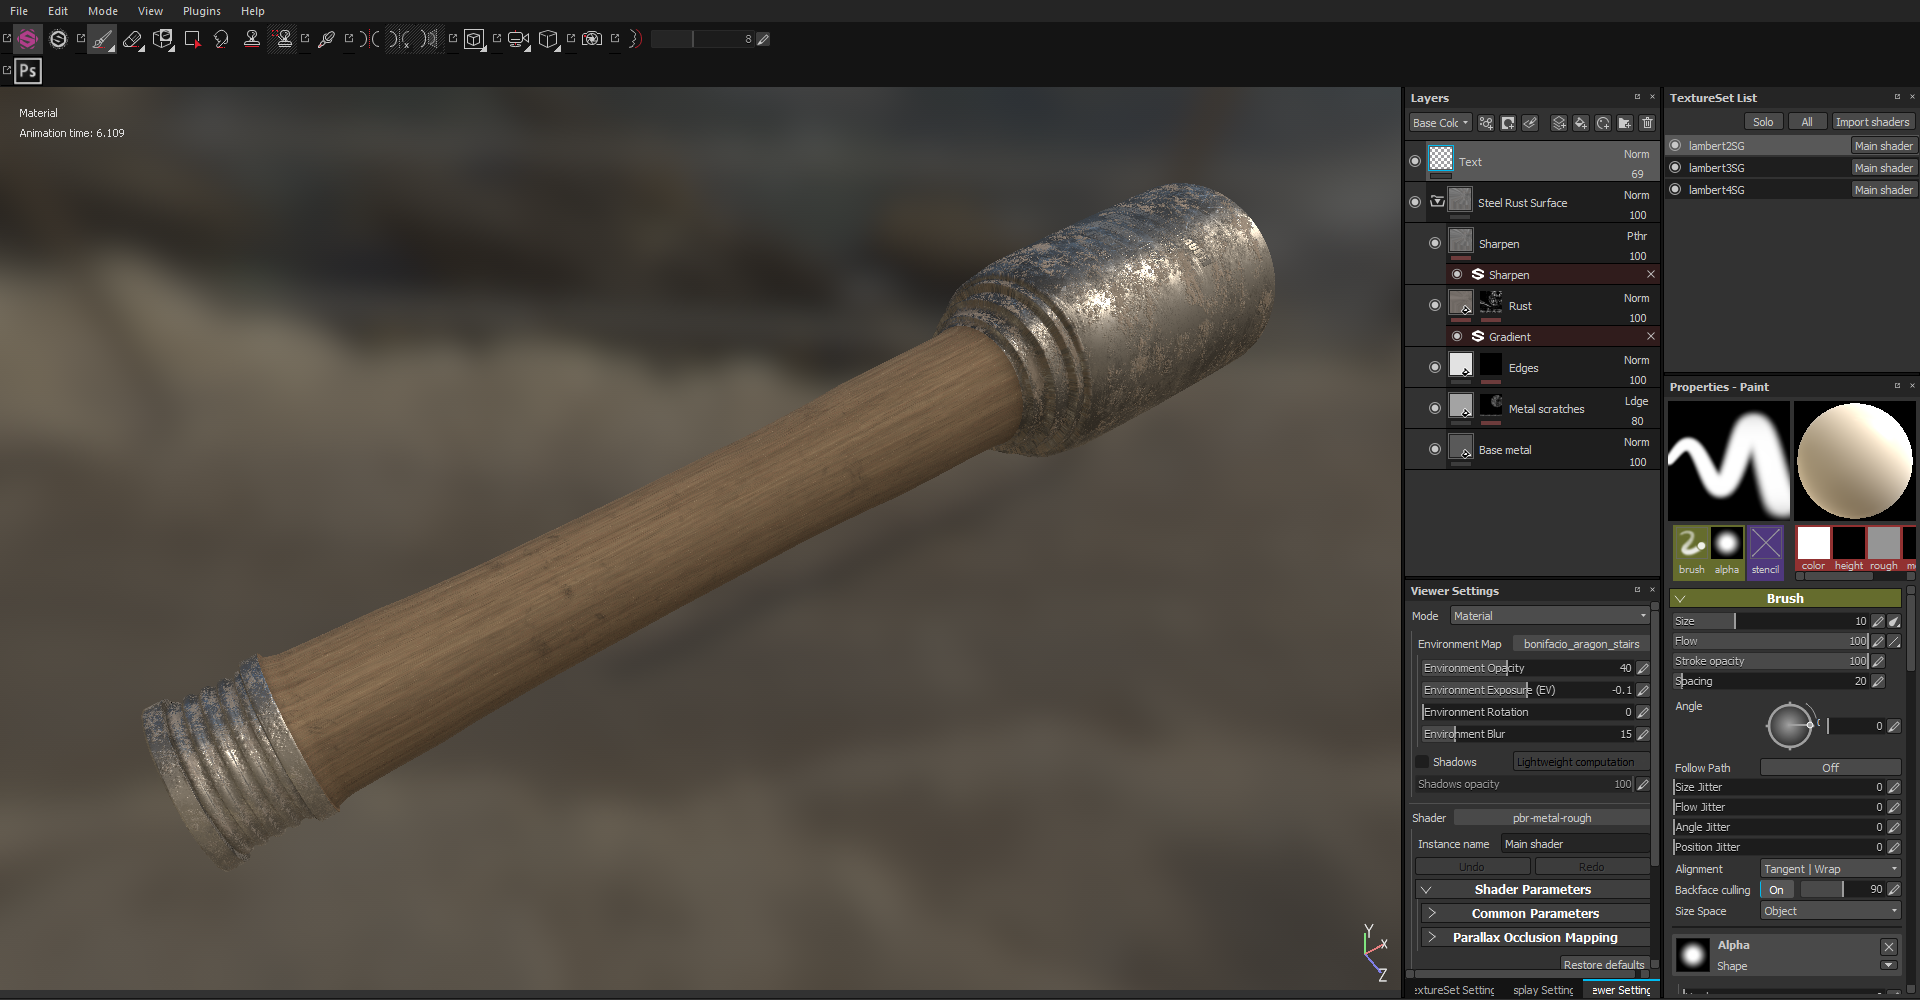 File Edit Mode View Plugins Help
8
Ps
Material
Animation time: 6.109
Layers
Base Colc
Text Norm 69
Steel Rust Surface Norm 100
Sharpen Pthr 100
Sharpen
Rust Norm 100
Gradient
Edges Norm 100
Metal scratches Ldge 80
Base metal Norm 100
Viewer Settings
Mode Material
Environment Map bonifacio_aragon_stairs
Environment Opacity 40
Environment Exposure (EV) -0.1
Environment Rotation 0
Environment Blur 15
Shadows Lightweight computation
Shadows opacity 100
Shader pbr-metal-rough
Instance name Main shader
Undo Redo
Shader Parameters
Common Parameters
Parallax Occlusion Mapping
Restore defaults
extureSet Setting splay Setting ewer Setting
TextureSet List
Solo All Import shaders
lambert2SG Main shader
lambert3SG Main shader
lambert4SG Main shader
Properties - Paint
brush alpha stencil color height rough m
Brush
Size 10
Flow 100
Stroke opacity 100
Spacing 20
Angle 0
Follow Path Off
Size Jitter 0
Flow Jitter 0
Angle Jitter 0
Position Jitter 0
Alignment Tangent | Wrap
Backface culling On 90
Size Space Object
Alpha
Shape
Y
X
Z